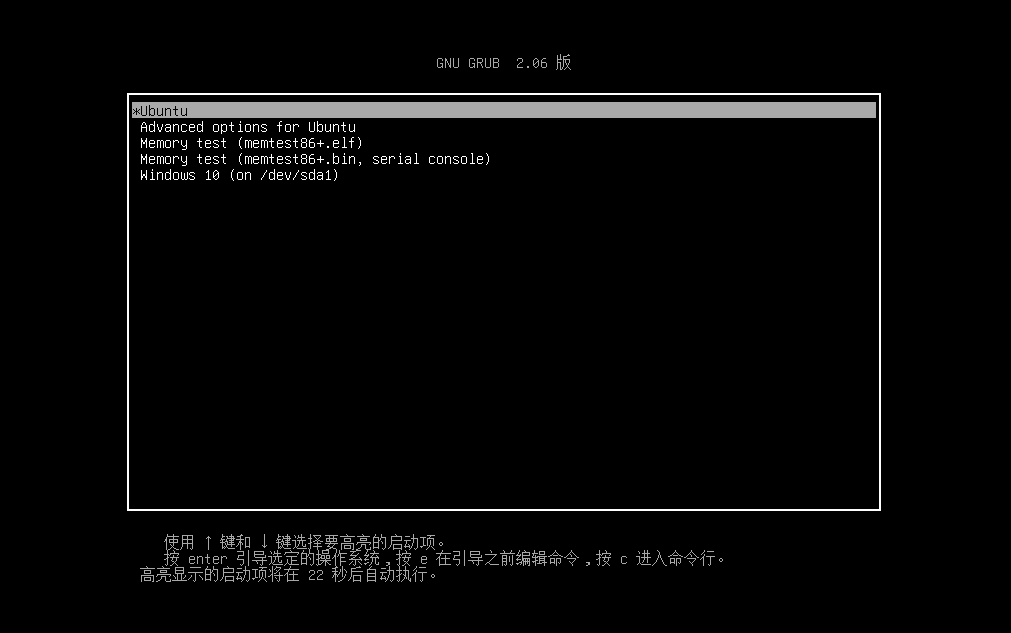 GNU GRUB  2.06 版
*Ubuntu
Advanced options for Ubuntu
Memory test (memtest86+.elf)
Memory test (memtest86+.bin, serial console)
Windows 10 (on /dev/sda1)
使用 ↑ 键和 ↓ 键选择要高亮的启动项。
按 enter 引导选定的操作系统,按 e 在引导之前编辑命令,按 c 进入命令行。
高亮显示的启动项将在 22 秒后自动执行。